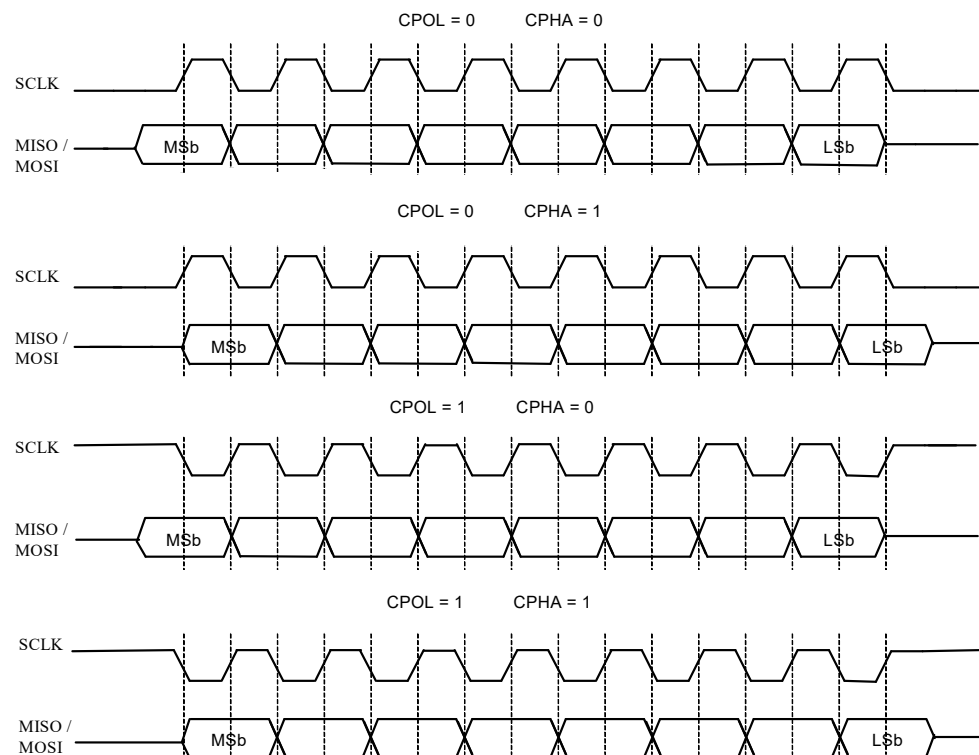 CPOL = 0 CPHA = 0
SCLK
MISO /
MOSI
MSb LSb
CPOL = 0 CPHA = 1
SCLK
MISO /
MOSI
MSb LSb
CPOL = 1 CPHA = 0
SCLK
MISO /
MOSI
MSb LSb
CPOL = 1 CPHA = 1
SCLK
MISO /
MOSI
MSb LSb